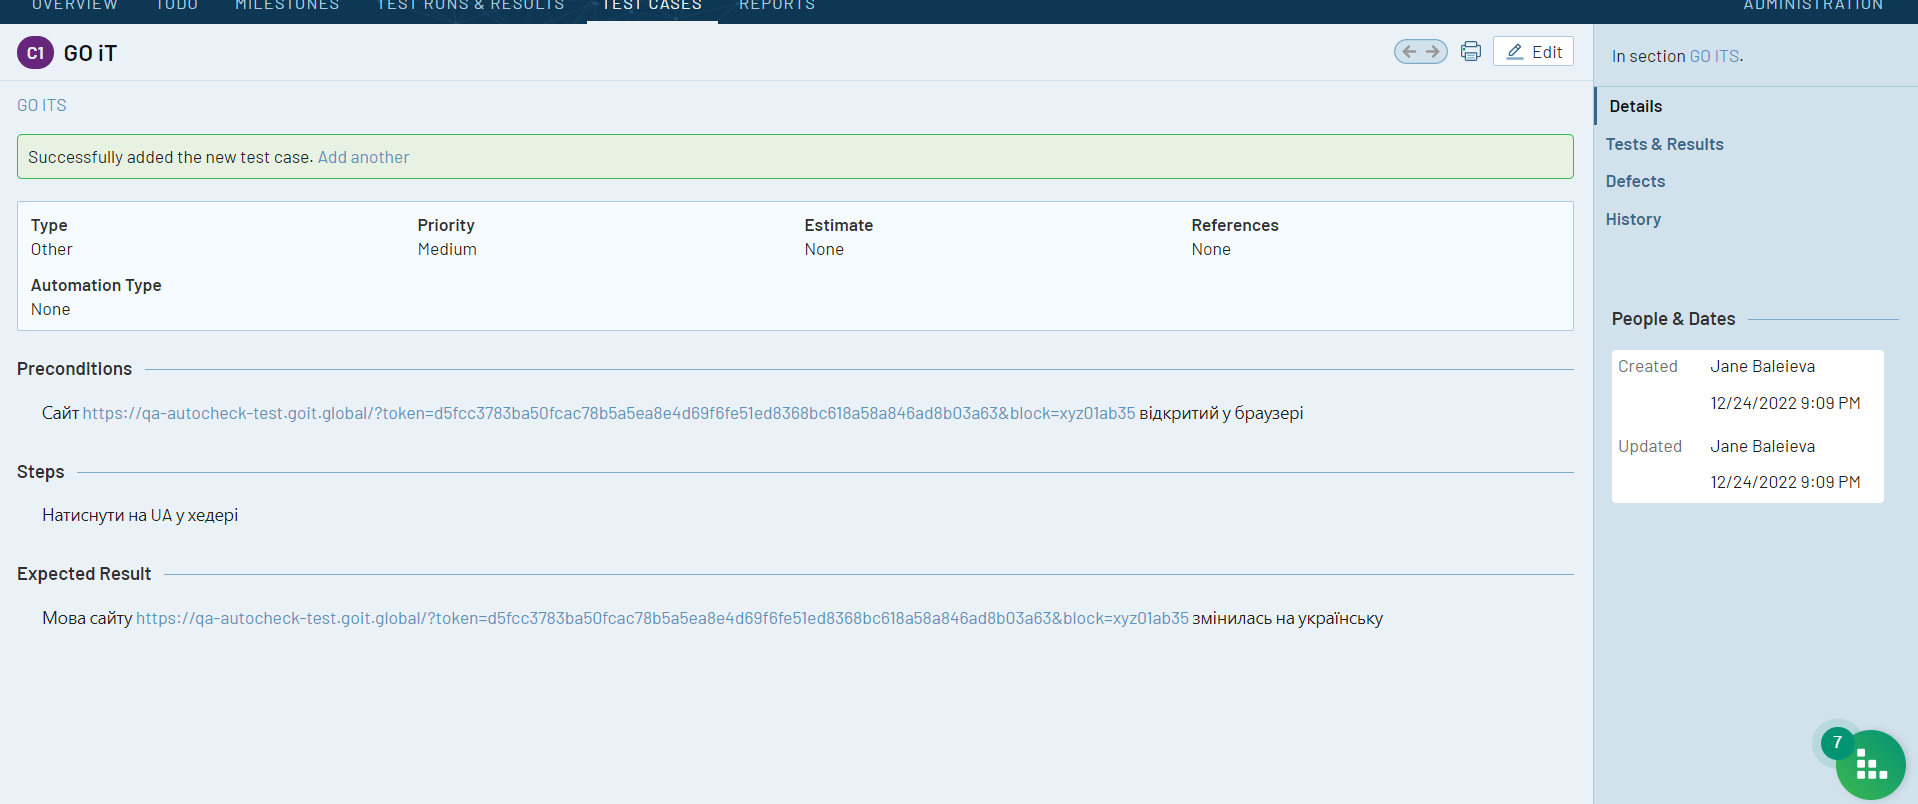 OVERVIEW TODO MILESTONES TEST RUNS & RESULTS TEST CASES REPORTS ADMINISTRATION
C1 GO iT
Edit
In section GO ITS.
GO ITS
Successfully added the new test case. Add another
Type Priority Estimate References
Other Medium None None
Automation Type
None
Preconditions
Сайт https://qa-autocheck-test.goit.global/?token=d5fcc3783ba50fcac78b5a5ea8e4d69f6fe51ed8368bc618a58a846ad8b03a63&block=xyz01ab35 відкритий у браузері
Steps
Натиснути на UA у хедері
Expected Result
Мова сайту https://qa-autocheck-test.goit.global/?token=d5fcc3783ba50fcac78b5a5ea8e4d69f6fe51ed8368bc618a58a846ad8b03a63&block=xyz01ab35 змінилась на українську
Details
Tests & Results
Defects
History
People & Dates
Created Jane Baleieva
12/24/2022 9:09 PM
Updated Jane Baleieva
12/24/2022 9:09 PM
7